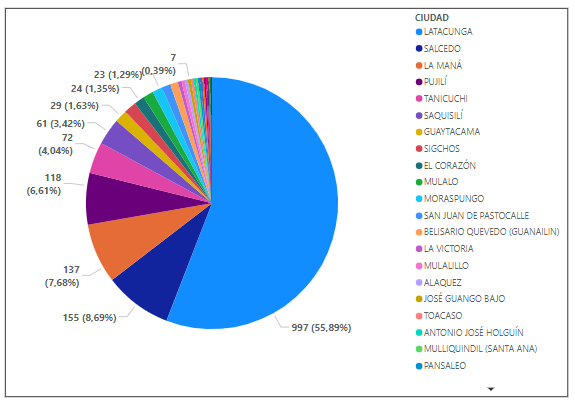 CIUDAD
LATACUNGA
SALCEDO
LA MANÁ
PUJILÍ
TANICUCHI
SAQUISILÍ
GUAYTACAMA
SIGCHOS
EL CORAZÓN
MULALO
MORASPUNGO
SAN JUAN DE PASTOCALLE
BELISARIO QUEVEDO (GUANAILIN)
LA VICTORIA
MULALILLO
ALAQUEZ
JOSÉ GUANGO BAJO
TOACASO
ANTONIO JOSÉ HOLGUÍN
MULLIQUINDIL (SANTA ANA)
PANSALEO
7
(0,39%)
23 (1,29%)
24 (1,35%)
29 (1,63%)
61 (3,42%)
72
(4,04%)
118
(6,61%)
137
(7,68%)
155 (8,69%)
997 (55,89%)